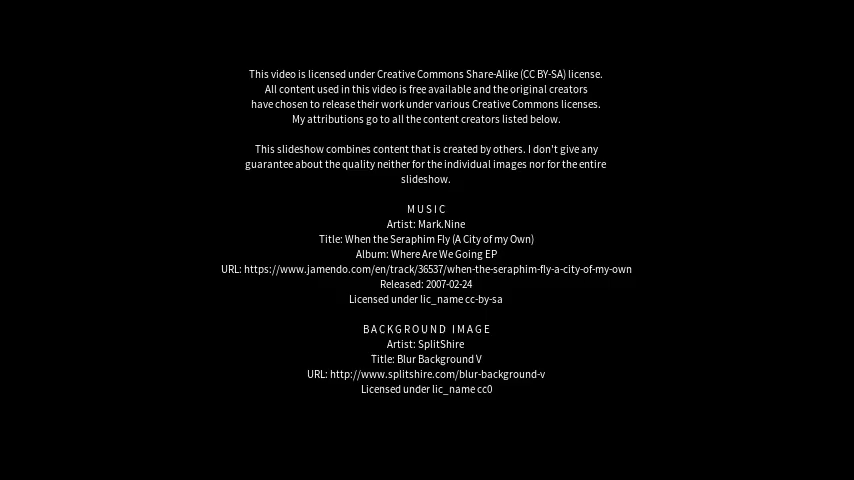 This video is licensed under Creative Commons Share-Alike (CC BY-SA) license.
All content used in this video is free available and the original creators
have chosen to release their work under various Creative Commons licenses.
My attributions go to all the content creators listed below.
This slideshow combines content that is created by others. I don't give any
guarantee about the quality neither for the individual images nor for the entire
slideshow.
MUSIC
Artist: Mark.Nine
Title: When the Seraphim Fly (A City of my Own)
Album: Where Are We Going EP
URL: https://www.jamendo.com/en/track/36537/when-the-seraphim-fly-a-city-of-my-own
Released: 2007-02-24
Licensed under lic_name cc-by-sa
BACKGROUND IMAGE
Artist: SplitShire
Title: Blur Background V
URL: http://www.splitshire.com/blur-background-v
Licensed under lic_name cc0